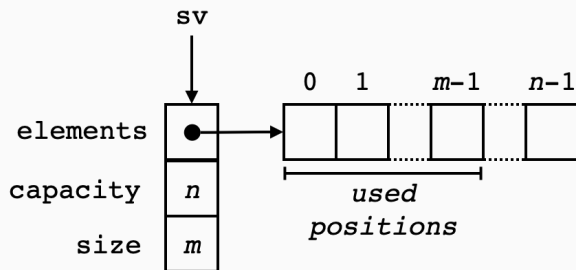 sv
0 1 m-1 n-1
elements
capacity n
used
size m
positions